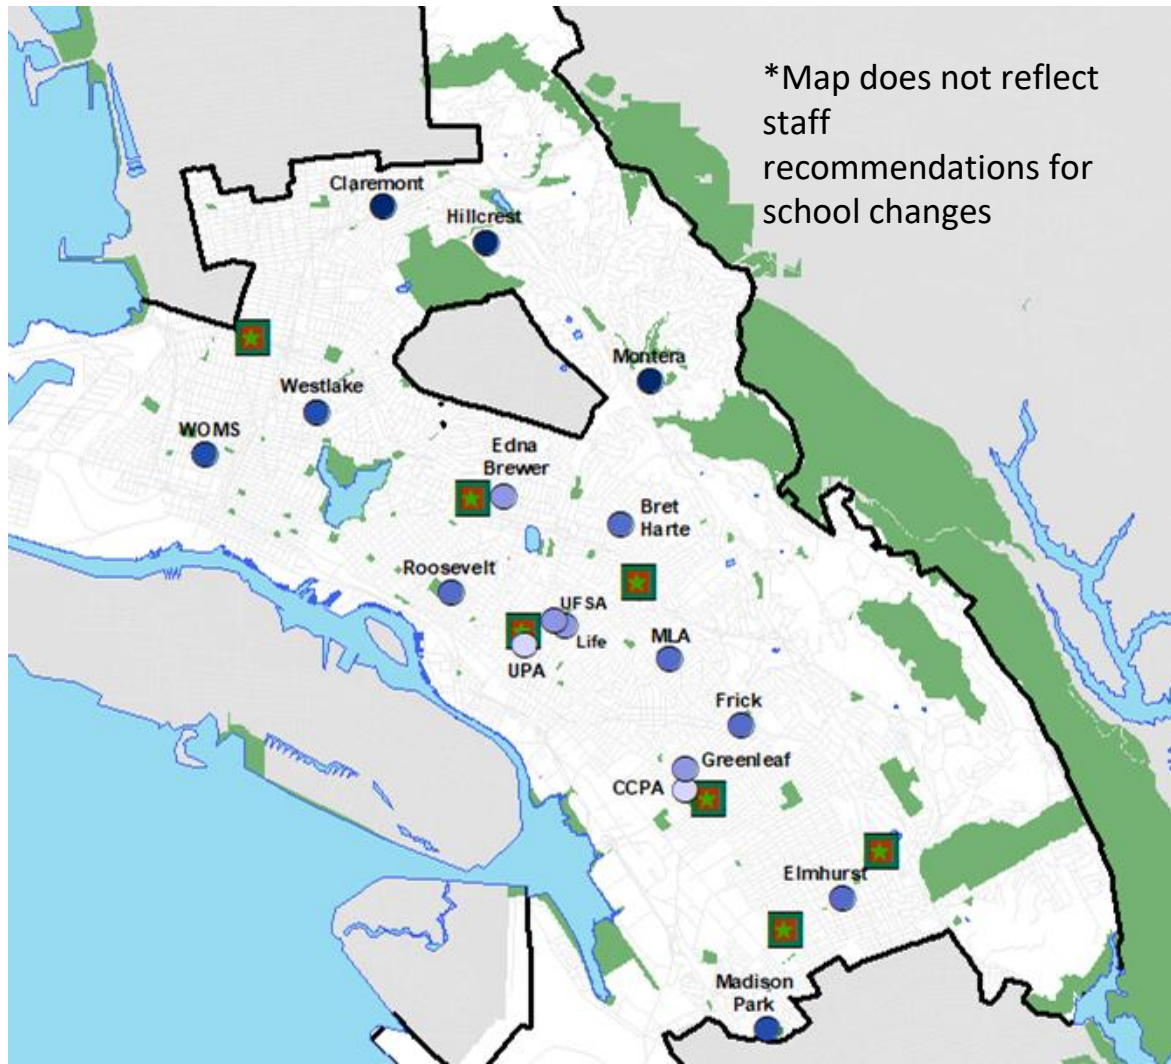 *Map does not reflect
staff
recommendations for
school changes
Claremont
Hillcrest
Montera
Westlake
WOMS
Edna
Brewer
Bret
Harte
Roosevelt
UFSA
Life
MLA
UPA
Frick
Greenleaf
CCPA
Elmhurst
Madison
Park